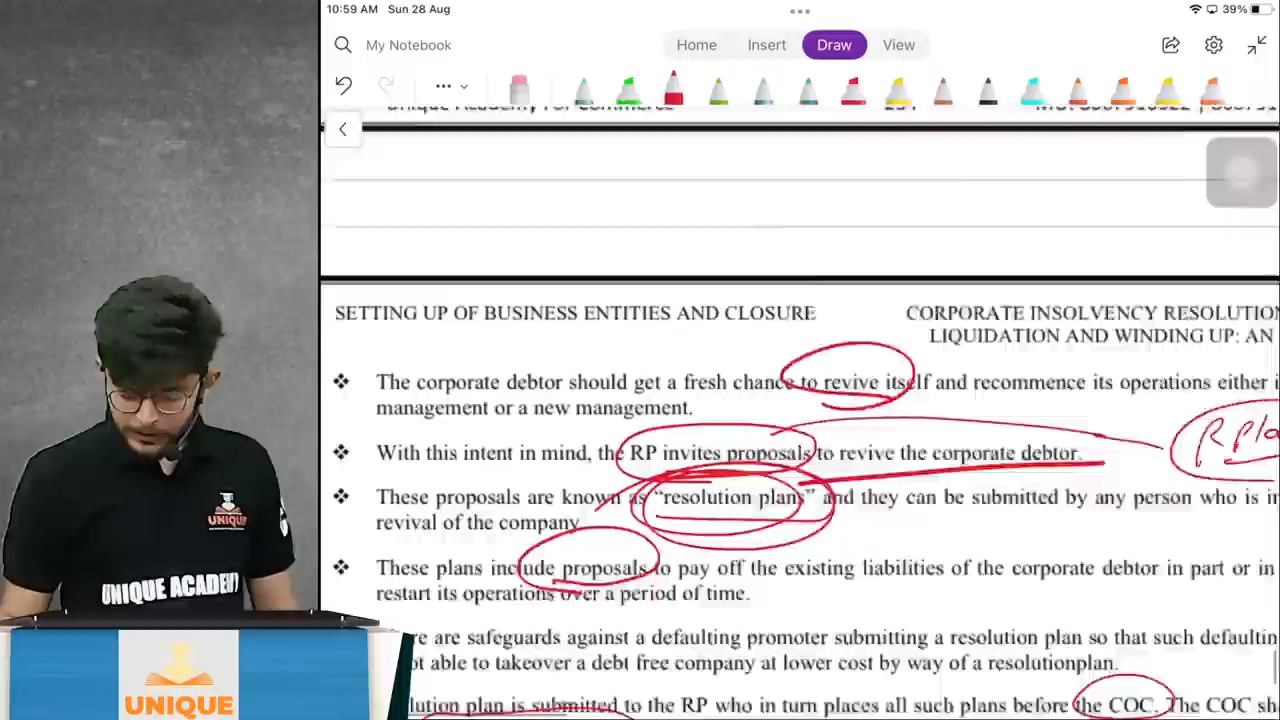 10:59 AM Sun 28 Aug
39%
My Notebook
Home Insert Draw View
Unique Academy For Commerce
SETTING UP OF BUSINESS ENTITIES AND CLOSURE
CORPORATE INSOLVENCY RESOLUTION
LIQUIDATION AND WINDING UP: AN
❖ The corporate debtor should get a fresh chance to revive itself and recommence its operations either
management or a new management.
❖ With this intent in mind, the RP invites proposals to revive the corporate debtor.
R Pla
❖ These proposals are known as “resolution plans” and they can be submitted by any person who is
revival of the company
❖ These plans include proposals to pay off the existing liabilities of the corporate debtor in part or in
restart its operations over a period of time.
re are safeguards against a defaulting promoter submitting a resolution plan so that such defaultin
ot able to takeover a debt free company at lower cost by way of a resolutionplan.
lution plan is submitted to the RP who in turn places all such plans before the COC. The COC sh
UNIQUE
UNIQUE ACADEMY
UNIQUE